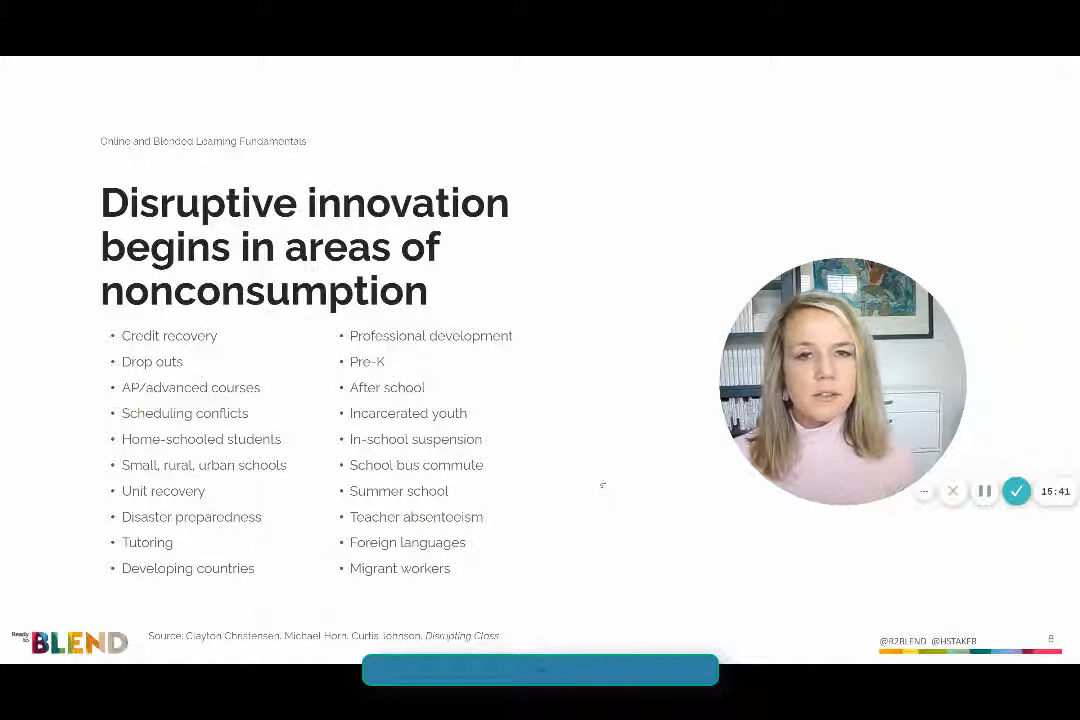 Online and Blended Learning Fundamentals
Disruptive innovation
begins in areas of
nonconsumption
• Credit recovery
• Drop outs
• AP/advanced courses
• Scheduling conflicts
• Home-schooled students
• Small, rural, urban schools
• Unit recovery
• Disaster preparedness
• Tutoring
• Developing countries
• Professional development
• Pre-K
• After school
• Incarcerated youth
• In-school suspension
• School bus commute
• Summer school
• Teacher absenteeism
• Foreign languages
• Migrant workers
15:41
Ready to BLEND
Source: Clayton Christensen, Michael Horn, Curtis Johnson, Disrupting Class
@R2BLEND @HSTAKER
8